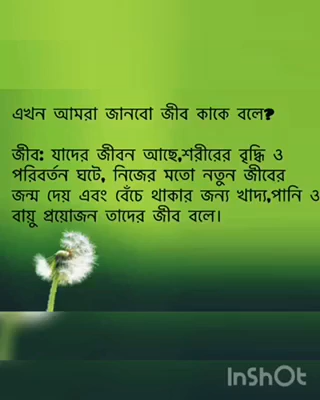 এখন আমরা জানবো জীব কাকে বলে?
জীব: যাদের জীবন আছে,শরীরের বৃদ্ধি ও
পরিবর্তন ঘটে, নিজের মতো নতুন জীবের
জন্ম দেয় এবং বেঁচে থাকার জন্য খাদ্য,পানি ও
বায়ু প্রয়োজন তাদের জীব বলে।
InShOt